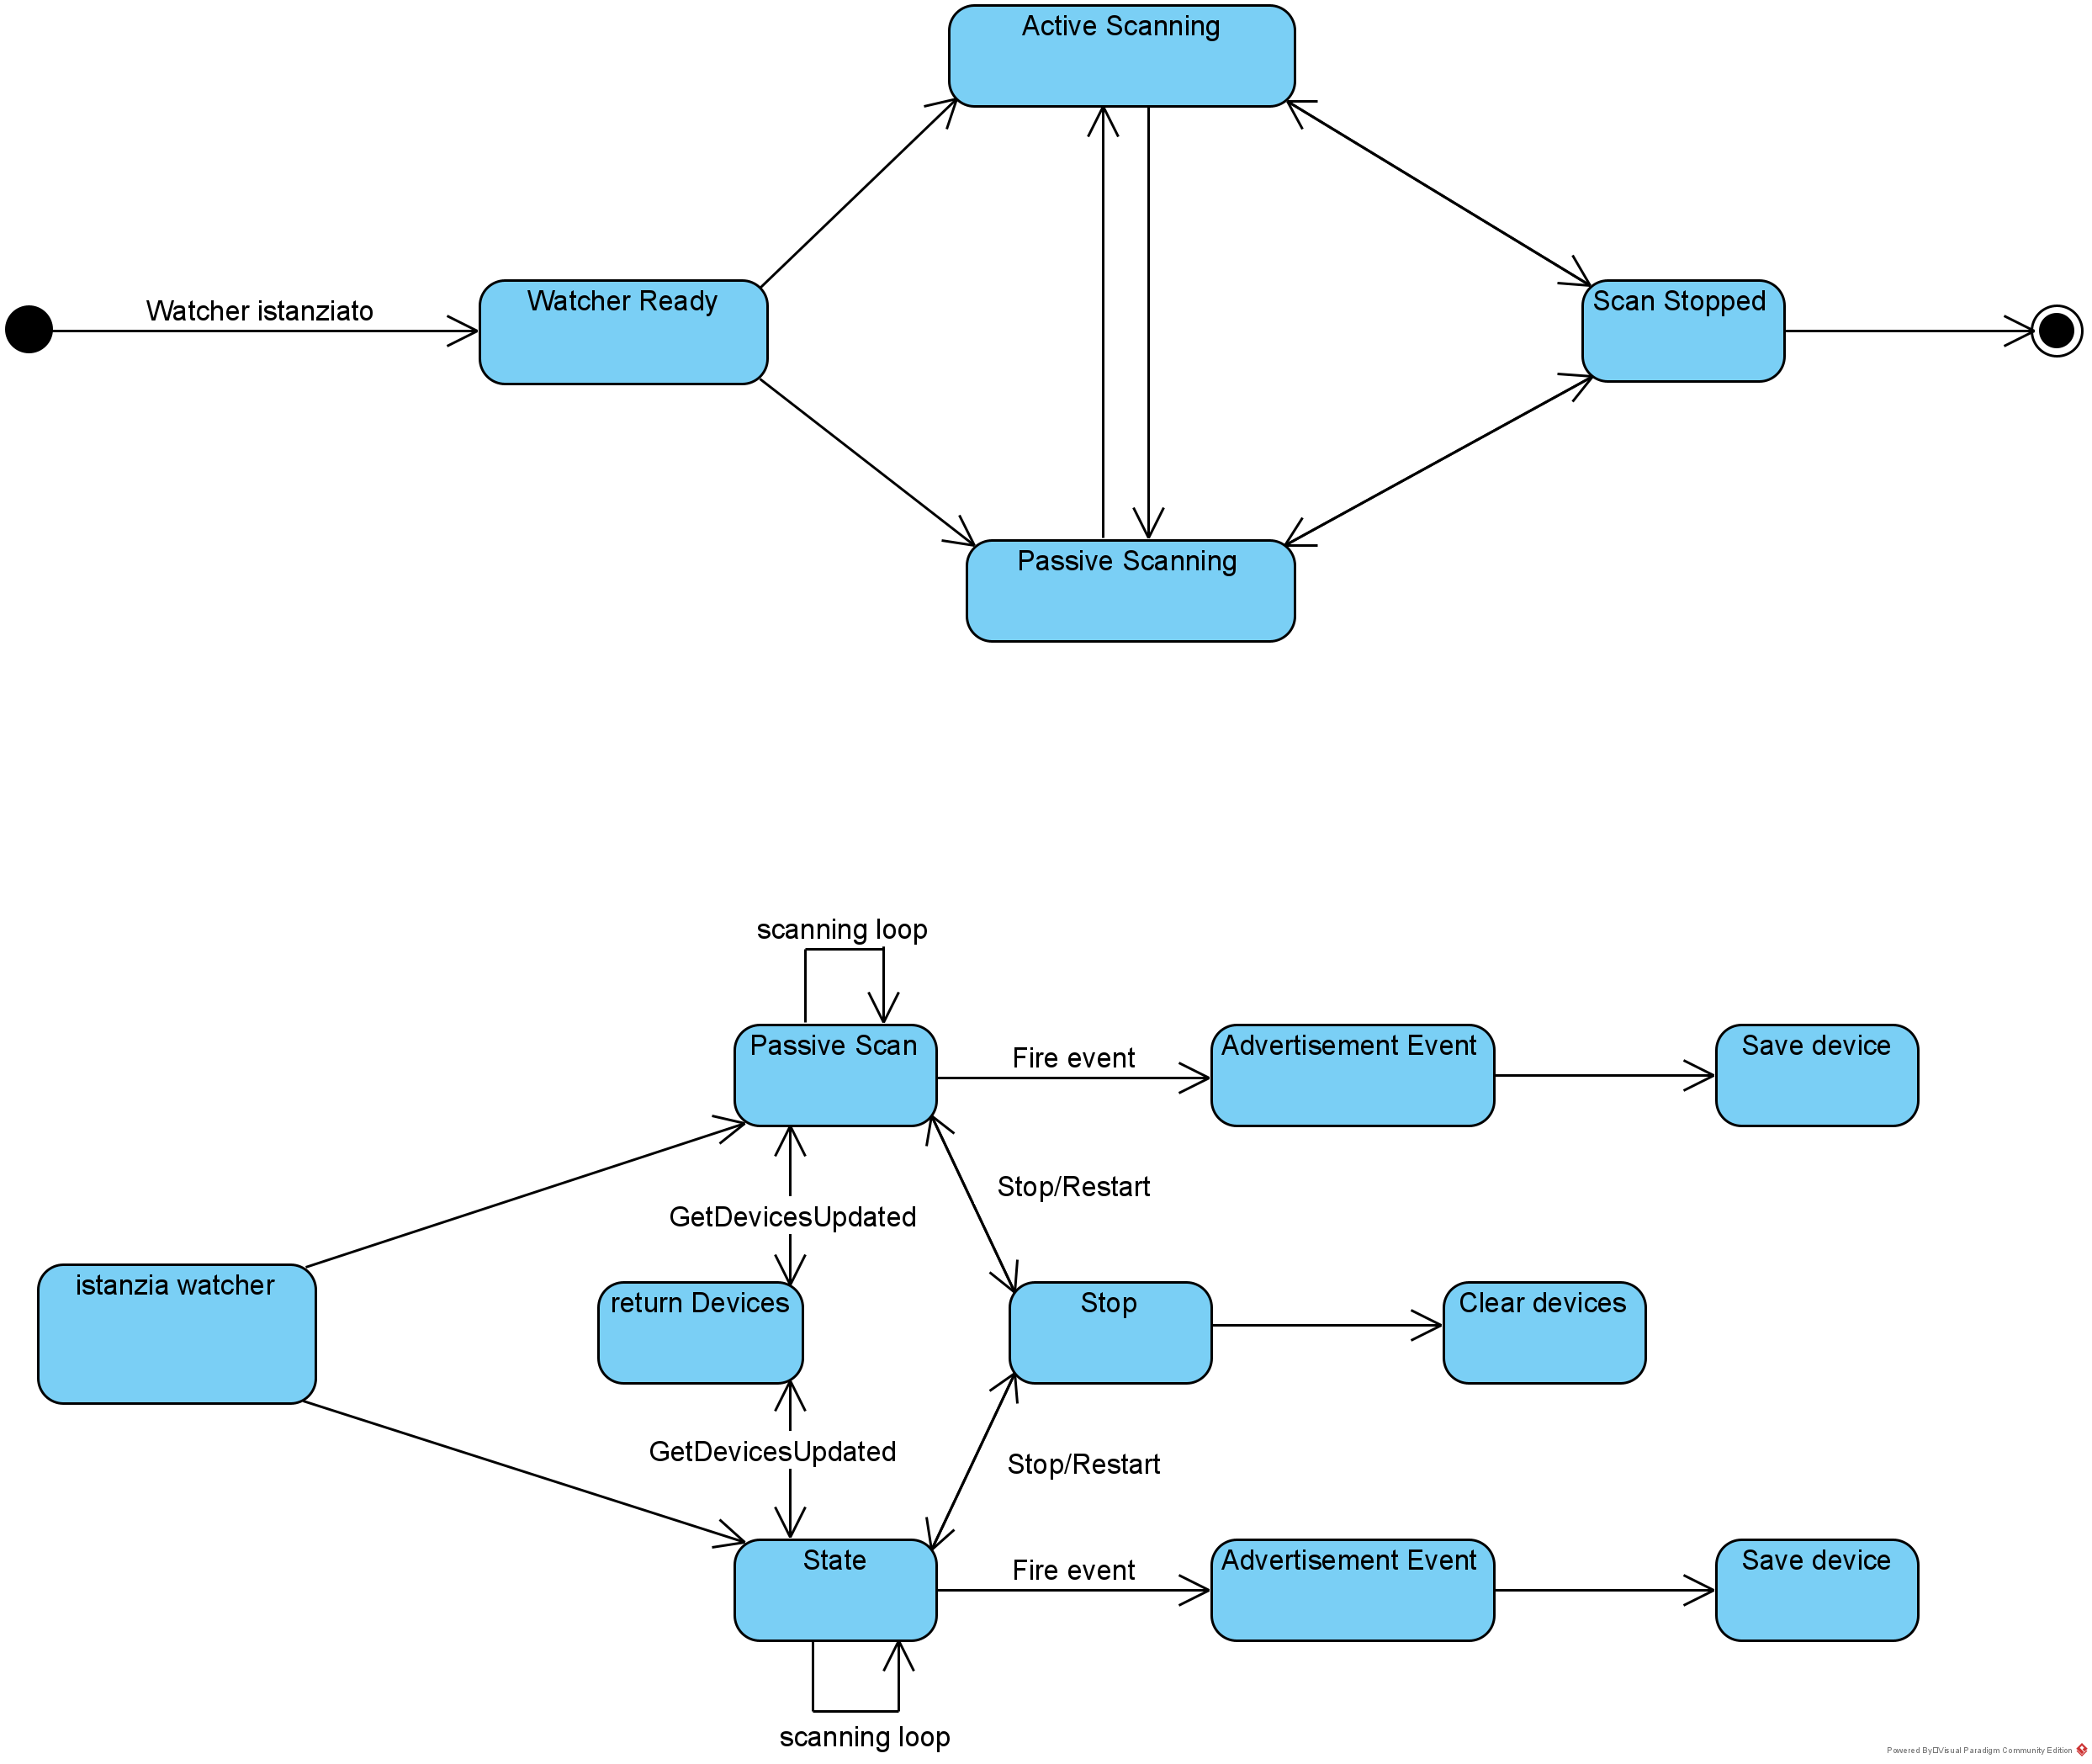 Active Scanning
Watcher istanziato
Watcher Ready
Scan Stopped
Passive Scanning
scanning loop
Passive Scan
Fire event
Advertisement Event
Save device
Stop/Restart
GetDevicesUpdated
istanzia watcher
return Devices
Stop
Clear devices
GetDevicesUpdated
Stop/Restart
State
Fire event
Advertisement Event
Save device
scanning loop
Powered By Visual Paradigm Community Edition